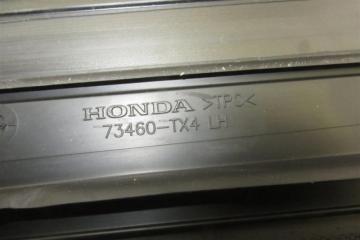 HONDA >TPO<
73460-TX4 LH